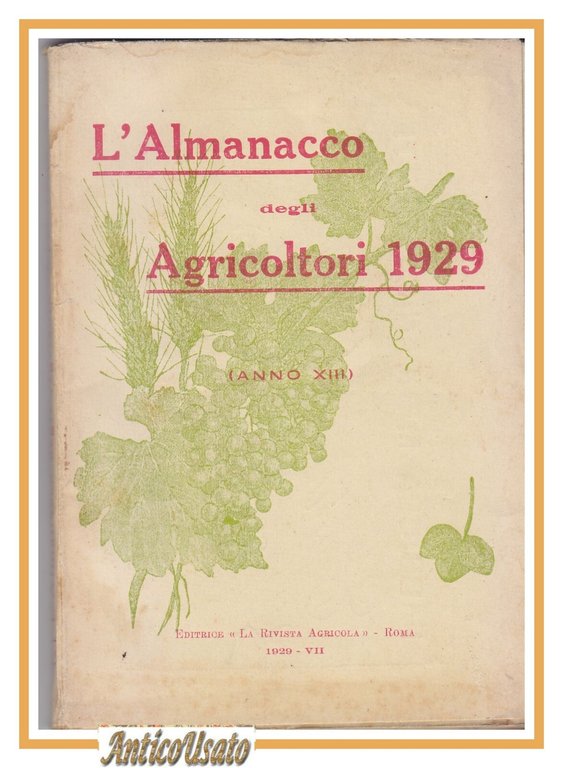 L'Almanacco
degli
Agricoltori 1929
(ANNO XIII)
EDITRICE « LA RIVISTA AGRICOLA » - ROMA
1929 - VII
AnticoUsato